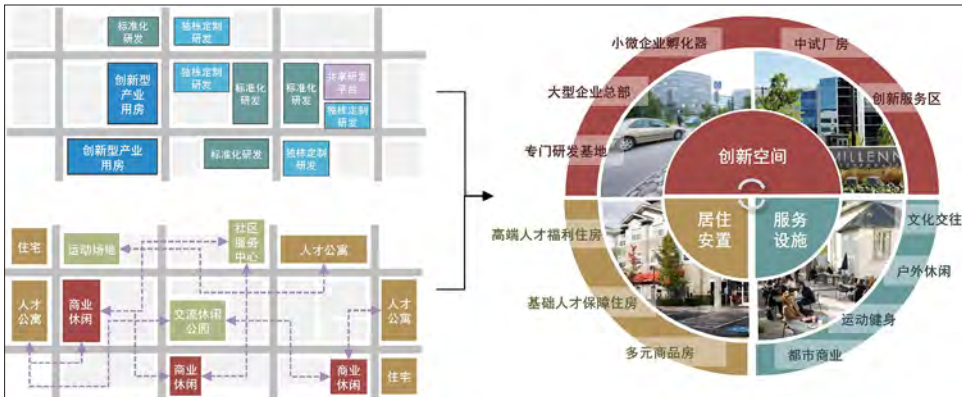 标准化
研发
独栋定制
研发
创新型
产业
用房
独栋定制
研发
标准化
研发
标准化
研发
共享研发
平台
独栋定制
研发
创新型产业
用房
标准化研发
独栋定制
研发
住宅
运动场地
社区
服务
中心
人才公寓
人才
公寓
商业
休闲
交流休闲
公园
人才
公寓
商业
休闲
商业
休闲
住宅
小微企业孵化器
中试厂房
大型企业总部
创新服务区
专门研发基地
创新空间
MILLENN
居住
安置
服务
设施
高端人才福利住房
文化交往
户外休闲
基础人才保障住房
运动健身
多元商品房
都市商业